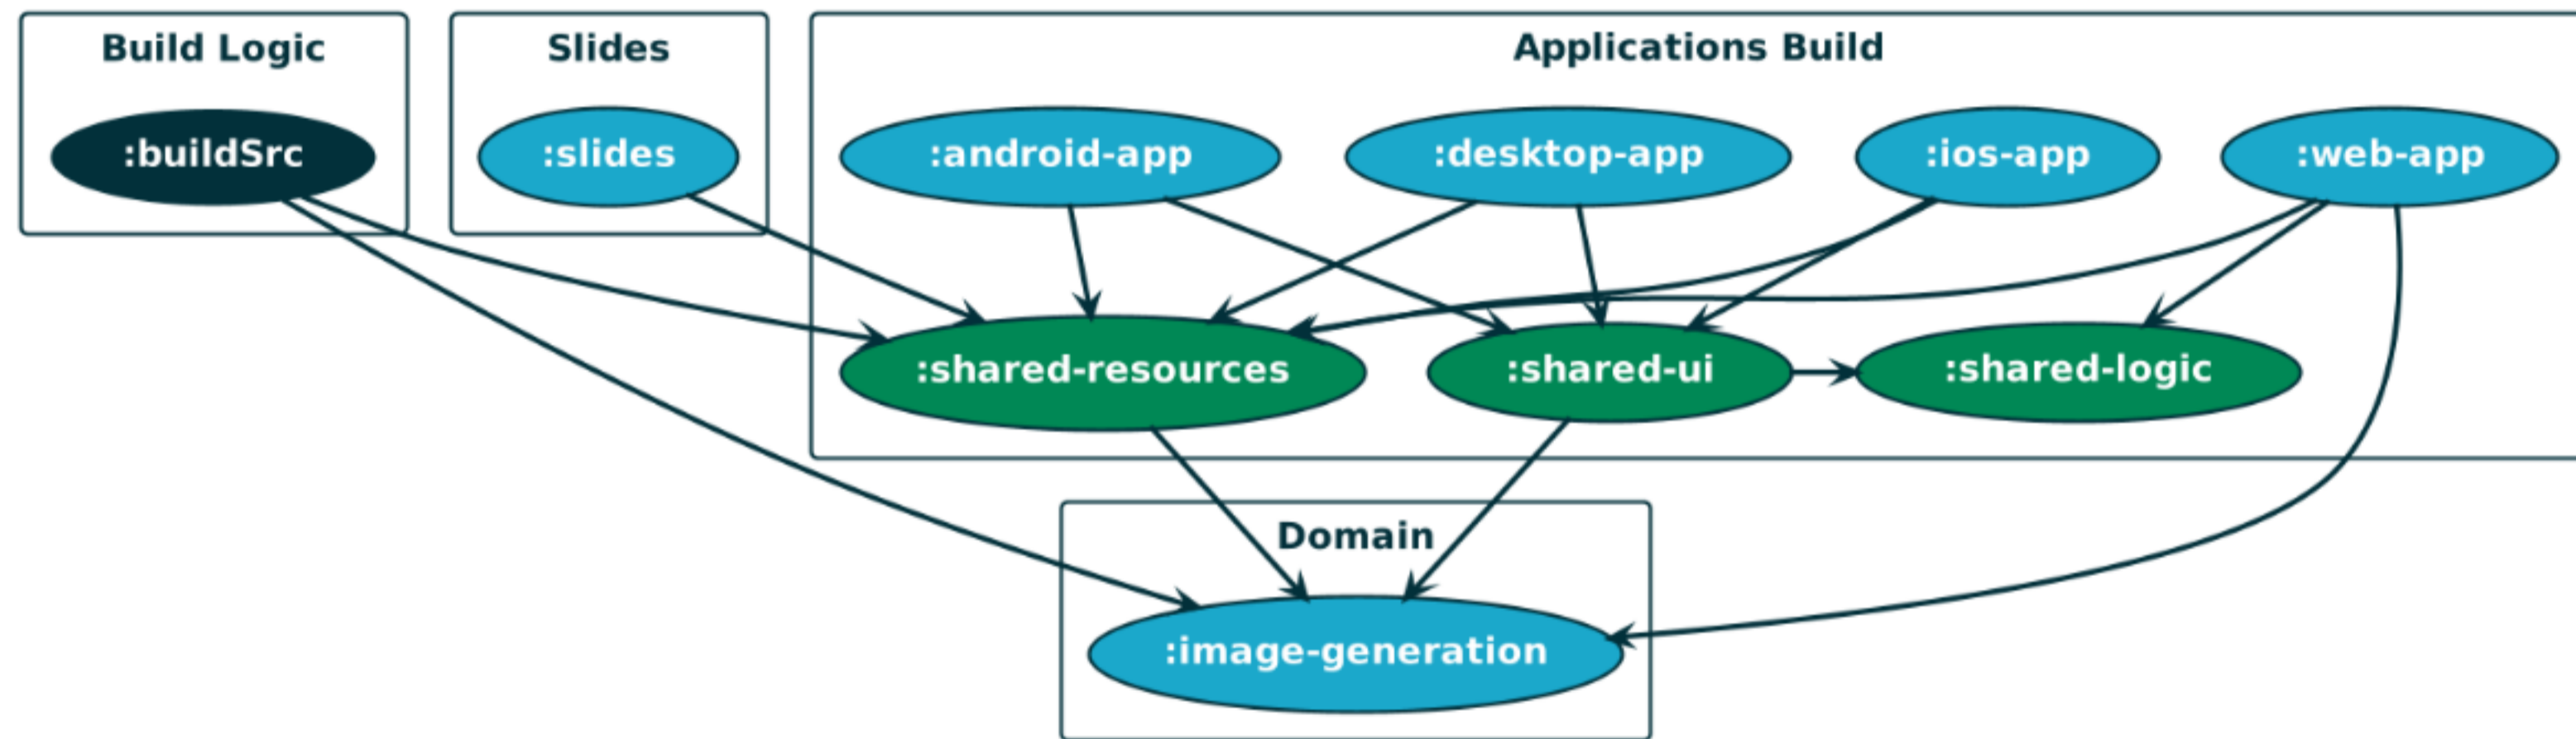 Build Logic
Slides
Applications Build
:buildSrc
:slides
:android-app
:desktop-app
:ios-app
:web-app
:shared-resources
:shared-ui
:shared-logic
Domain
:image-generation